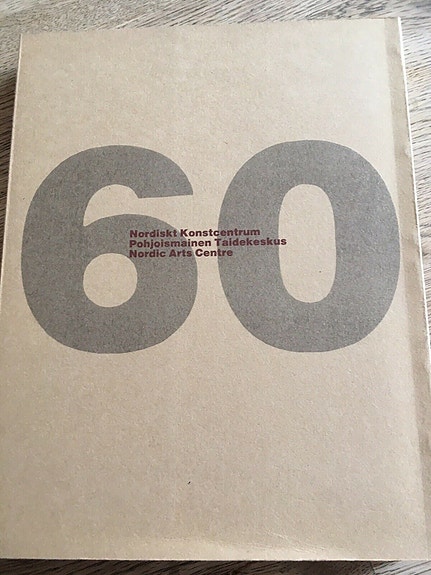 60
Nordiskt Konstcentrum
Pohjoismainen Taidekeskus
Nordic Arts Centre